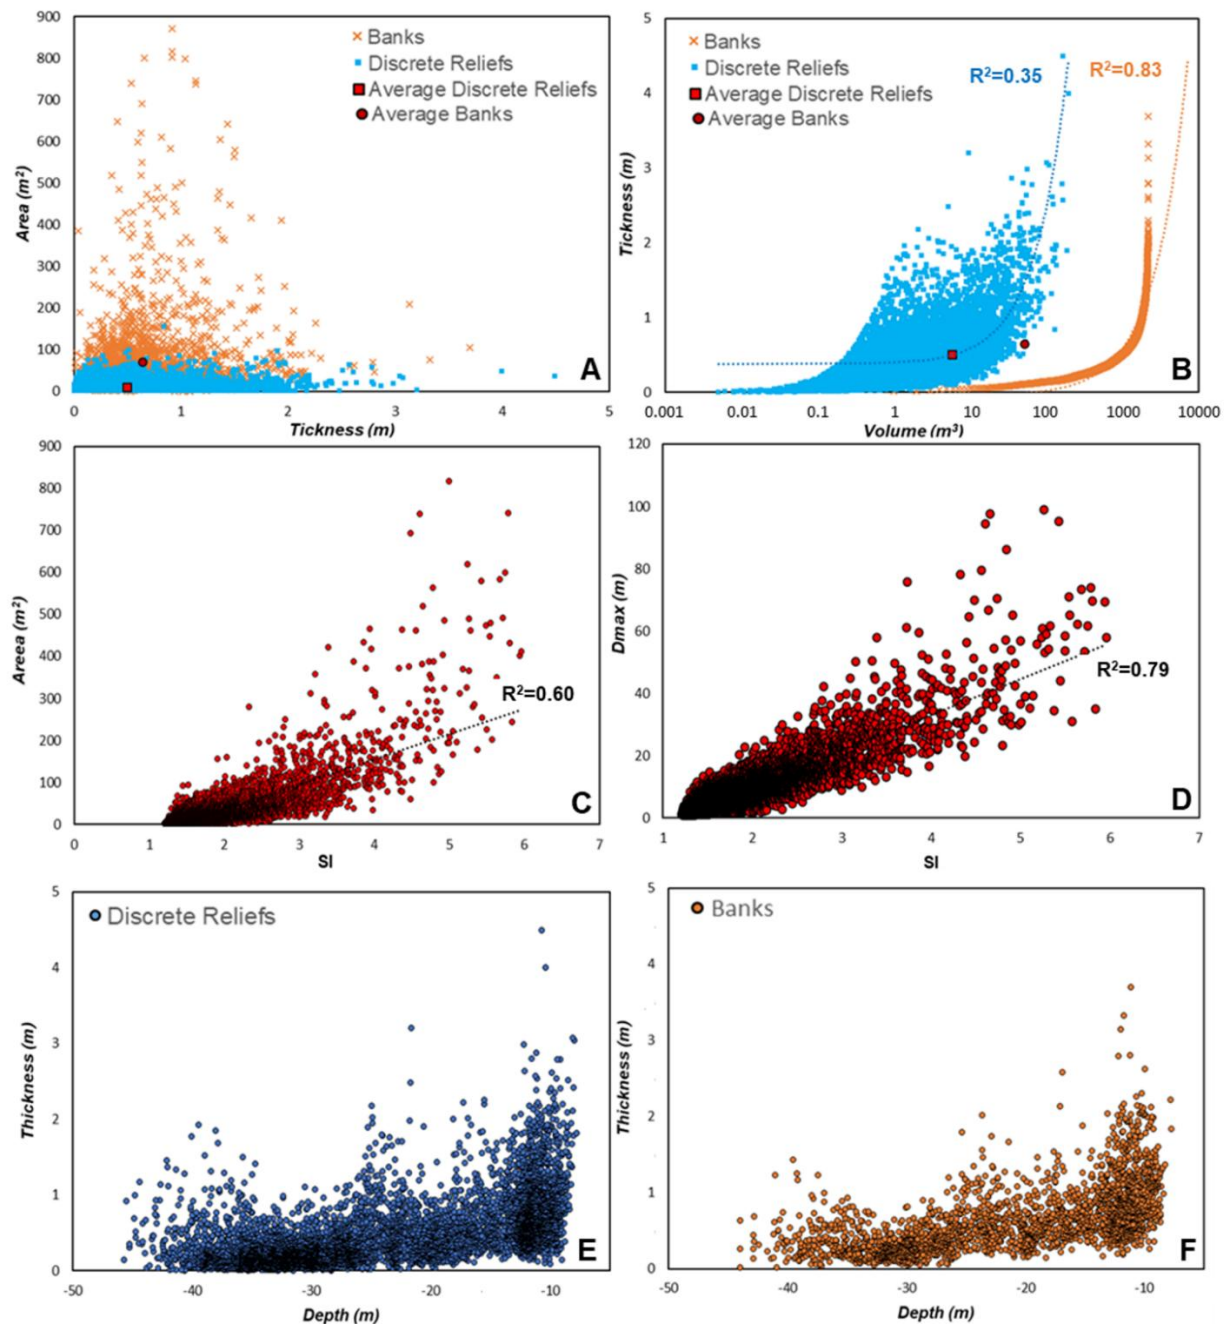 900
800
700
600
500
400
300
200
100
0
Area (m²)
× Banks
Discrete Reliefs
Average Discrete Reliefs
Average Banks
A
0 1 2 3 4 5
Tickness (m)
5
4
3
2
1
0
Tickness (m)
× Banks
Discrete Reliefs
Average Discrete Reliefs
Average Banks
R²=0.35
R²=0.83
B
0.001 0.01 0.1 1 10 100 1000 10000
Volume (m³)
900
800
700
600
500
400
300
200
100
0
Areea (m²)
R²=0.60
C
0 1 2 3 4 5 6 7
SI
120
100
80
60
40
20
0
Dmax (m)
R²=0.79
D
1 2 3 4 5 6 7
SI
5
4
3
2
1
0
Thickness (m)
Discrete Reliefs
E
-50 -40 -30 -20 -10
Depth (m)
5
4
3
2
1
0
Thickness (m)
Banks
F
-50 -40 -30 -20 -10
Depth (m)